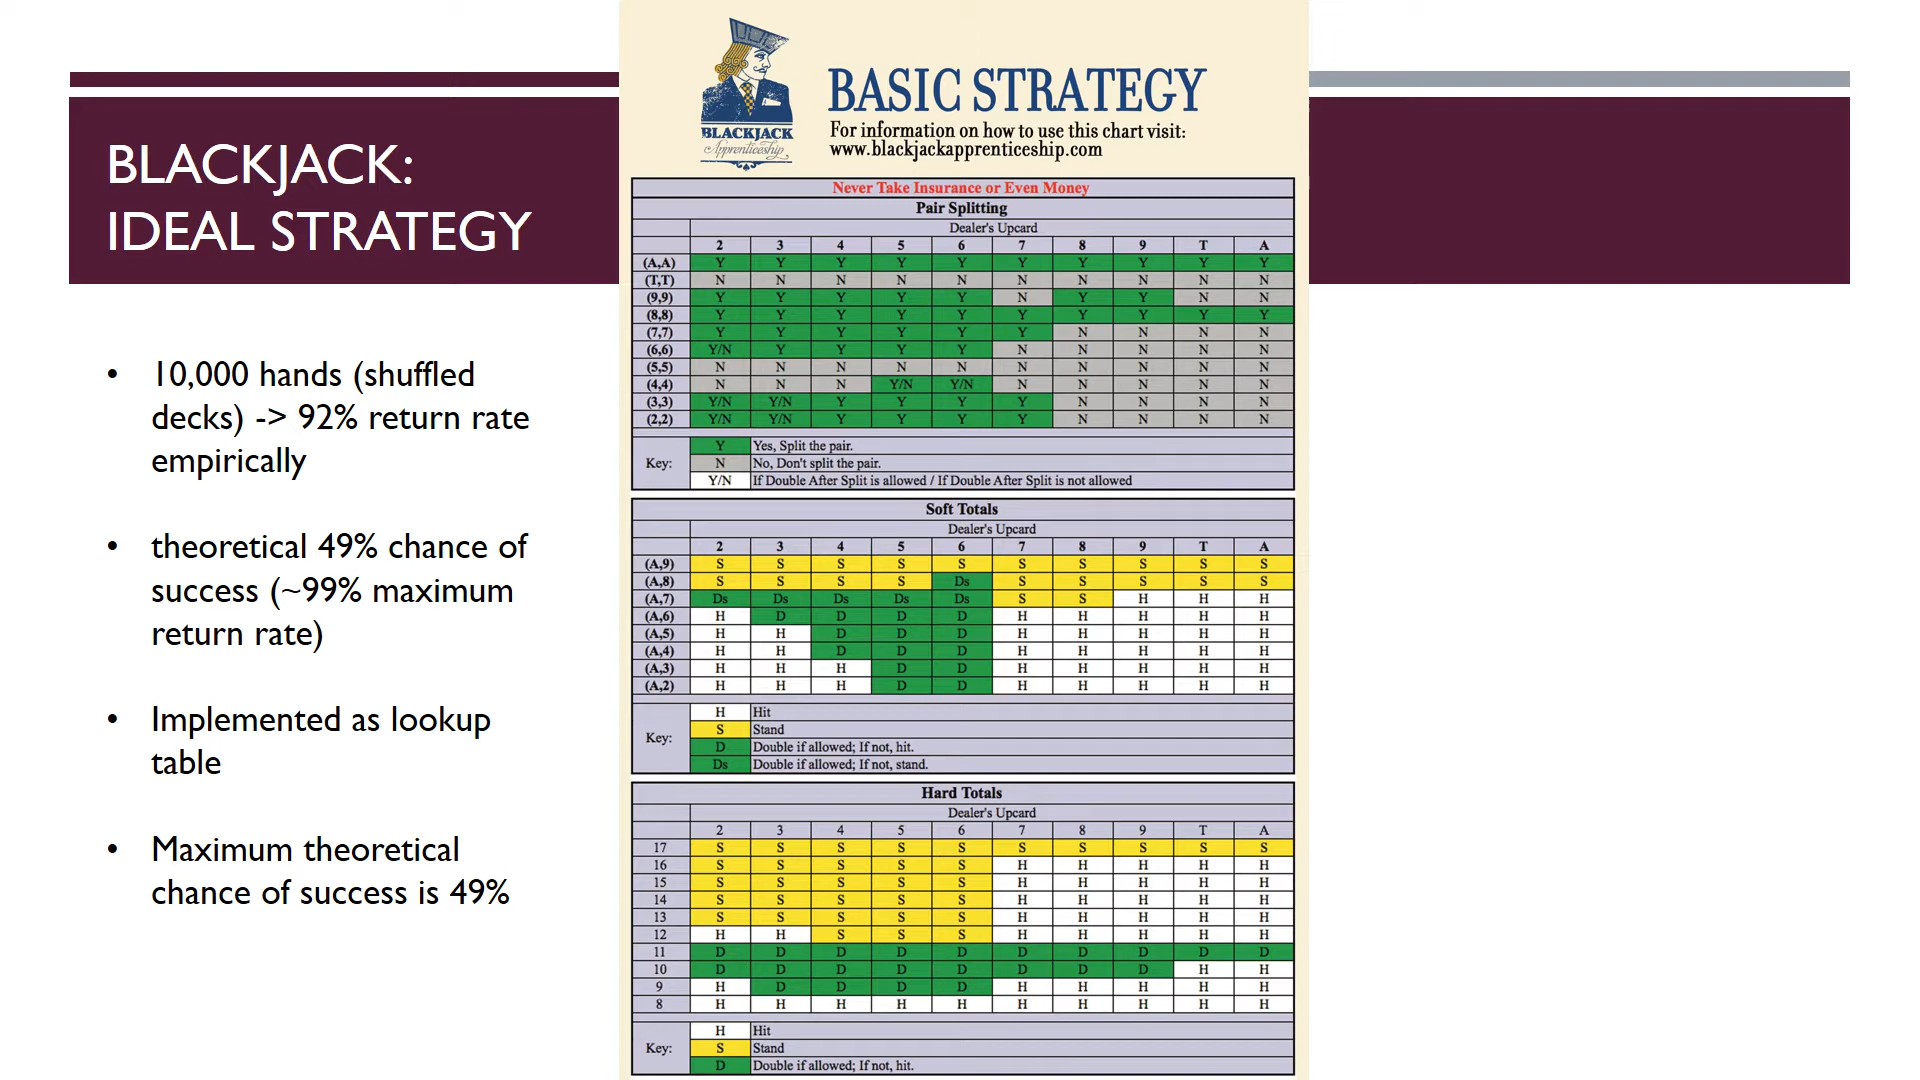 BLACKJACK:
IDEAL STRATEGY
• 10,000 hands (shuffled
decks) -> 92% return rate
empirically
• theoretical 49% chance of
success (~99% maximum
return rate)
• Implemented as lookup
table
• Maximum theoretical
chance of success is 49%
BLACKJACK
Apprenticeship
BASIC STRATEGY
For information on how to use this chart visit:
www.blackjackapprenticeship.com
Never Take Insurance or Even Money
Pair Splitting
Dealer's Upcard
2 3 4 5 6 7 8 9 T A
(A,A) Y Y Y Y Y Y Y Y Y Y
(T,T) N N N N N N N N N N
(9,9) Y Y Y Y Y N Y Y N N
(8,8) Y Y Y Y Y Y Y Y Y Y
(7,7) Y Y Y Y Y Y N N N N
(6,6) Y/N Y Y Y Y N N N N N
(5,5) N N N N N N N N N N
(4,4) N N N Y/N Y/N N N N N N
(3,3) Y/N Y/N Y Y Y Y N N N N
(2,2) Y/N Y/N Y Y Y Y N N N N
Key:
Y Yes, Split the pair.
N No, Don't split the pair.
Y/N If Double After Split is allowed / If Double After Split is not allowed
Soft Totals
Dealer's Upcard
2 3 4 5 6 7 8 9 T A
(A,9) S S S S S S S S S S
(A,8) S S S S Ds S S S S S
(A,7) Ds Ds Ds Ds Ds S S H H H
(A,6) H D D D D H H H H H
(A,5) H H D D D H H H H H
(A,4) H H D D D H H H H H
(A,3) H H H D D H H H H H
(A,2) H H H D D H H H H H
Key:
H Hit
S Stand
D Double if allowed; If not, hit.
Ds Double if allowed; If not, stand.
Hard Totals
Dealer's Upcard
2 3 4 5 6 7 8 9 T A
17 S S S S S S S S S S
16 S S S S S H H H H H
15 S S S S S H H H H H
14 S S S S S H H H H H
13 S S S S S H H H H H
12 H H S S S H H H H H
11 D D D D D D D D D D
10 D D D D D D D D H H
9 H D D D D H H H H H
8 H H H H H H H H H H
Key:
H Hit
S Stand
D Double if allowed; If not, hit.